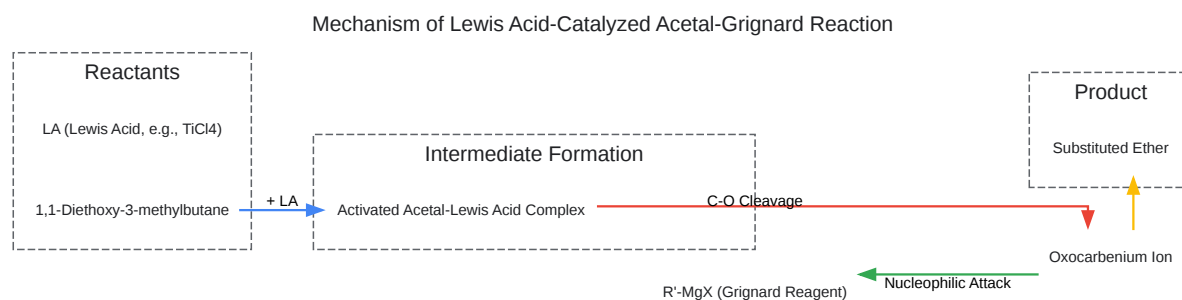 Mechanism of Lewis Acid-Catalyzed Acetal-Grignard Reaction
Reactants
LA (Lewis Acid, e.g., TiCl4)
1,1-Diethoxy-3-methylbutane
+ LA
Intermediate Formation
Activated Acetal-Lewis Acid Complex
C-O Cleavage
Product
Substituted Ether
Oxocarbenium Ion
Nucleophilic Attack
R'-MgX (Grignard Reagent)